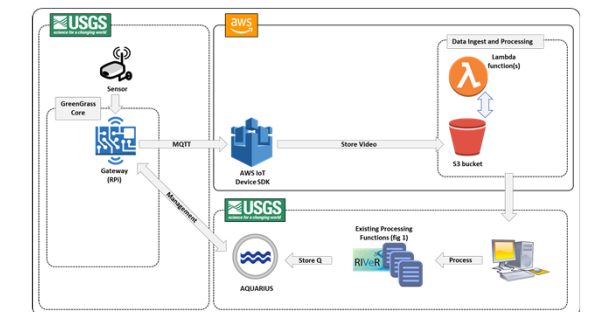 USGS
science for a changing world
aws
Data Ingest and Processing
Lambda
function(s)
Sensor
GreenGrass
Core
Gateway
(RPi)
MQTT
AWS IoT
Device SDK
Store Video
S3 bucket
Management
USGS
science for a changing world
Existing Processing
Functions (fig 1)
RIVeR
Store Q
Process
AQUARIUS